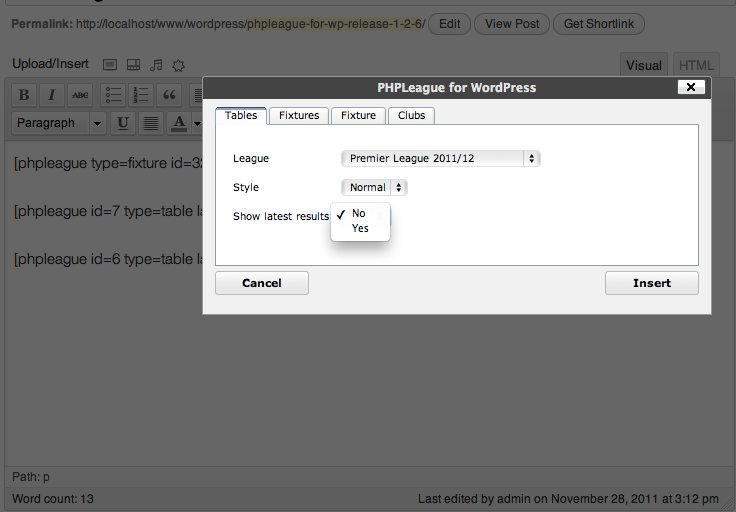 Permalink: http://localhost/www/wordpress/phpleague-for-wp-release-1-2-6/ Edit View Post Get Shortlink
Upload/Insert Visual HTML
PHPLeague for WordPress
B I ABC
Tables Fixtures Fixture Clubs
Paragraph U A
[phpleague type=fixture id=32
League Premier League 2011/12
Style Normal
[phpleague id=7 type=table la
Show latest results No
Yes
[phpleague id=6 type=table la
Cancel Insert
Path: p
Word count: 13 Last edited by admin on November 28, 2011 at 3:12 pm